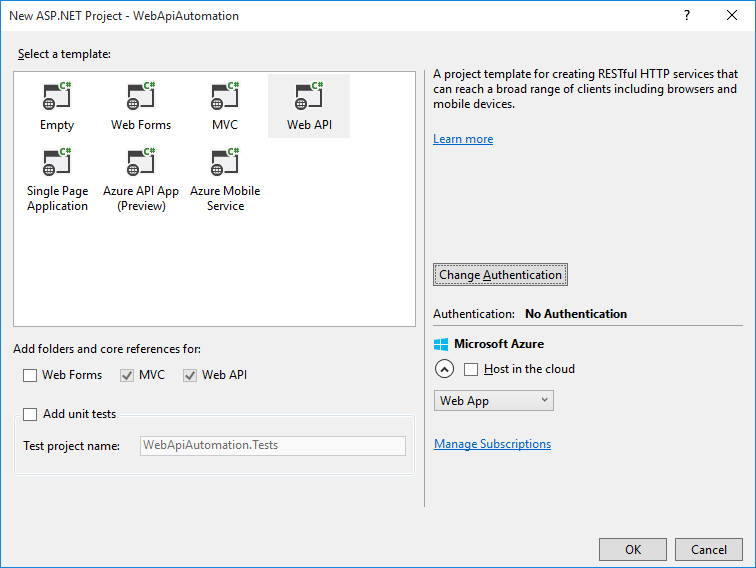 New ASP.NET Project - WebApiAutomation
?
Select a template:
C#
C#
C#
C#
Empty
Web Forms
MVC
Web API
C#
C#
C#
Single Page
Application
Azure API App
(Preview)
Azure Mobile
Service
A project template for creating RESTful HTTP services that
can reach a broad range of clients including browsers and
mobile devices.
Learn more
Change Authentication
Authentication: No Authentication
Microsoft Azure
Host in the cloud
Web App
Manage Subscriptions
Add folders and core references for:
Web Forms
MVC
Web API
Add unit tests
Test project name:
WebApiAutomation.Tests
OK
Cancel